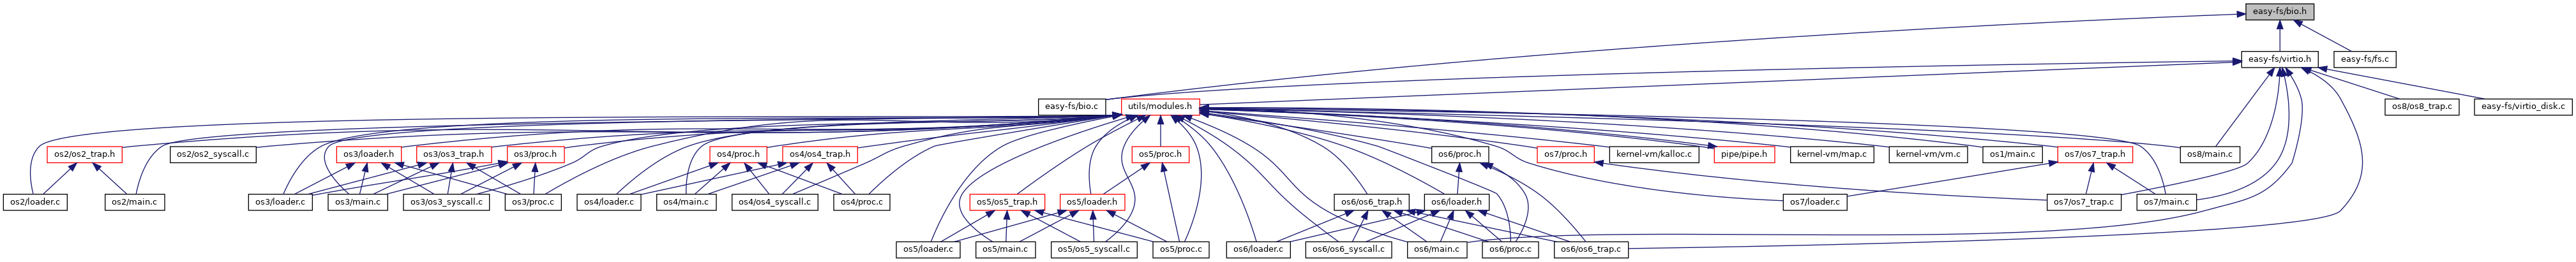 easy-fs/bio.h
easy-fs/virtio.h
easy-fs/fs.c
easy-fs/bio.c
utils/modules.h
os8/os8_trap.c
easy-fs/virtio_disk.c
os2/os2_trap.h
os2/os2_syscall.c
os3/loader.h
os3/os3_trap.h
os3/proc.h
os4/proc.h
os4/os4_trap.h
os5/proc.h
os6/proc.h
os7/proc.h
kernel-vm/kalloc.c
pipe/pipe.h
kernel-vm/map.c
kernel-vm/vm.c
os1/main.c
os7/os7_trap.h
os8/main.c
os2/loader.c
os2/main.c
os3/loader.c
os3/main.c
os3/os3_syscall.c
os3/proc.c
os4/loader.c
os4/main.c
os4/os4_syscall.c
os4/proc.c
os5/os5_trap.h
os5/loader.h
os6/os6_trap.h
os6/loader.h
os7/loader.c
os7/os7_trap.c
os7/main.c
os5/loader.c
os5/main.c
os5/os5_syscall.c
os5/proc.c
os6/loader.c
os6/os6_syscall.c
os6/main.c
os6/proc.c
os6/os6_trap.c